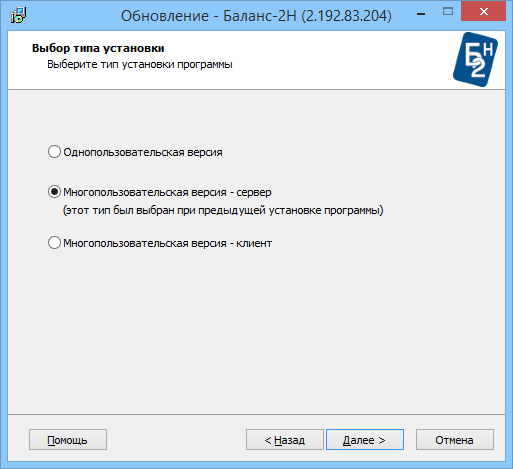 Обновление - Баланс-2Н (2.192.83.204)
Выбор типа установки
Выберите тип установки программы
Б Н
2
Однопользовательская версия
Многопользовательская версия - сервер
(этот тип был выбран при предыдущей установке программы)
Многопользовательская версия - клиент
Помощь < Назад Далее > Отмена